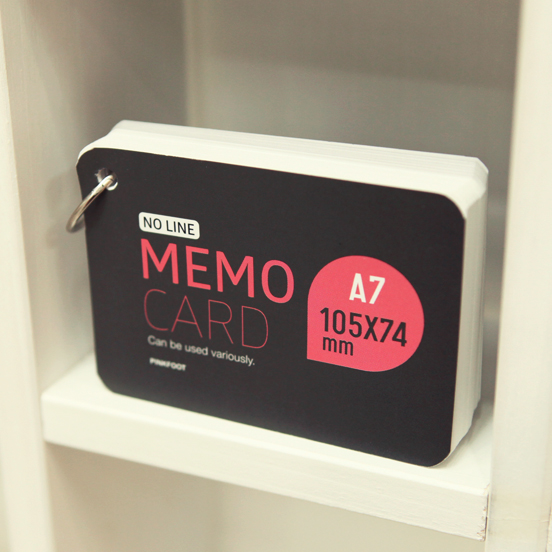 NO LINE
MEMO
CARD
Can be used variously.
PINKFOOT
A7
105X74
mm